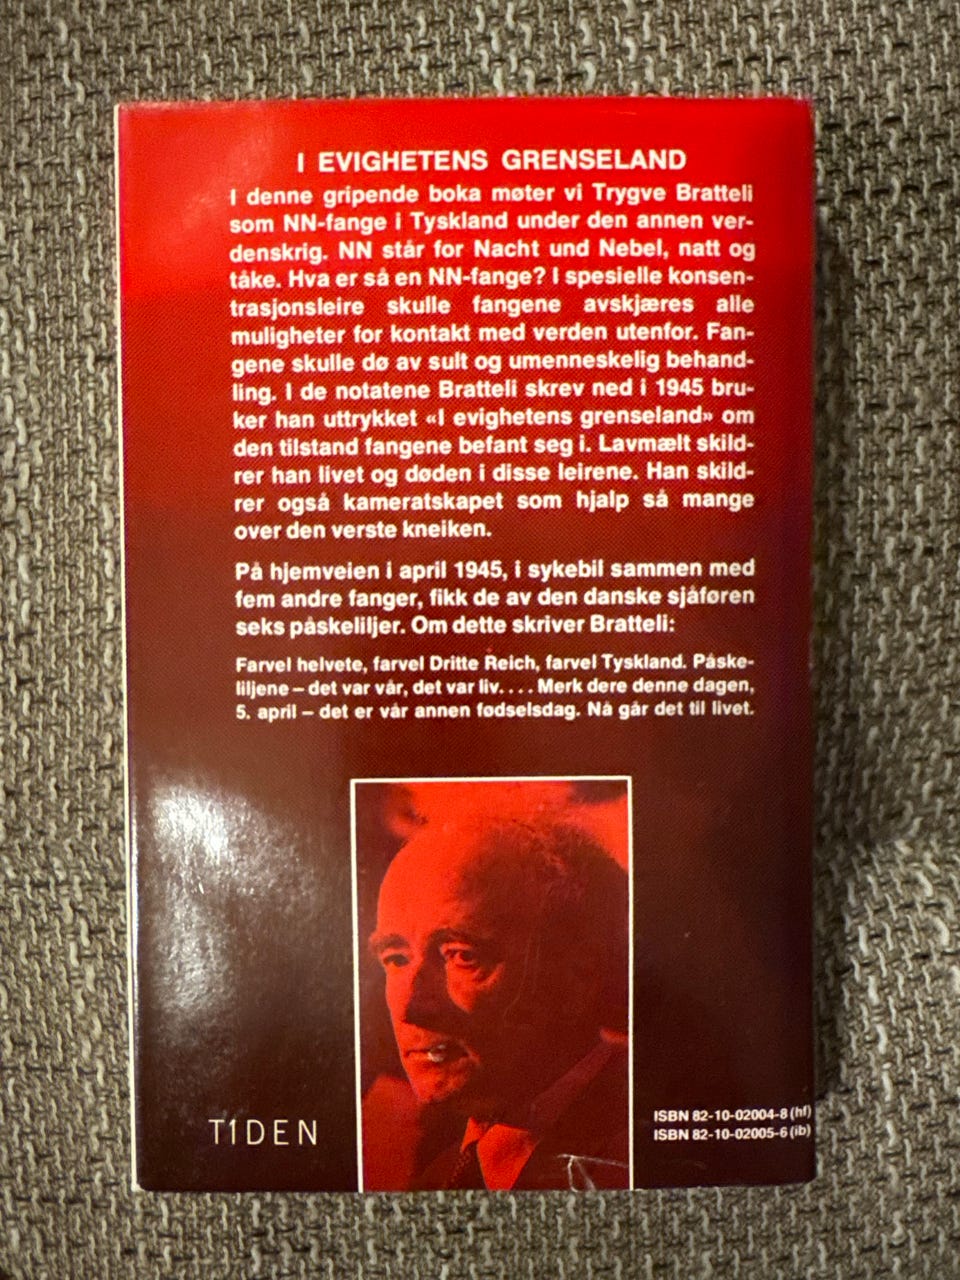 I EVIGHETENS GRENSELAND
I denne gripende boka møter vi Trygve Bratteli
som NN-fange i Tyskland under den annen ver-
denskrig. NN står for Nacht und Nebel, natt og
tåke. Hva er så en NN-fange? I spesielle konsen-
trasjonsleire skulle fangene avskjæres alle
muligheter for kontakt med verden utenfor. Fan-
gene skulle dø av sult og umenneskelig behand-
ling. I de notatene Bratteli skrev ned i 1945 bru-
ker han uttrykket «I evighetens grenseland» om
den tilstand fangene befant seg i. Lavmælt skild-
rer han livet og døden i disse leirene. Han skild-
rer også kameratskapet som hjalp så mange
over den verste kneiken.
På hjemveien i april 1945, i sykebil sammen med
fem andre fanger, fikk de av den danske sjåføren
seks påskeliljer. Om dette skriver Bratteli:
Farvel helvete, farvel Dritte Reich, farvel Tyskland. Påske-
liljene – det var vår, det var liv. . . . Merk dere denne dagen,
5. april – det er vår annen fødselsdag. Nå går det til livet.
TIDEN
ISBN 82-10-02004-8 (hf)
ISBN 82-10-02005-6 (ib)